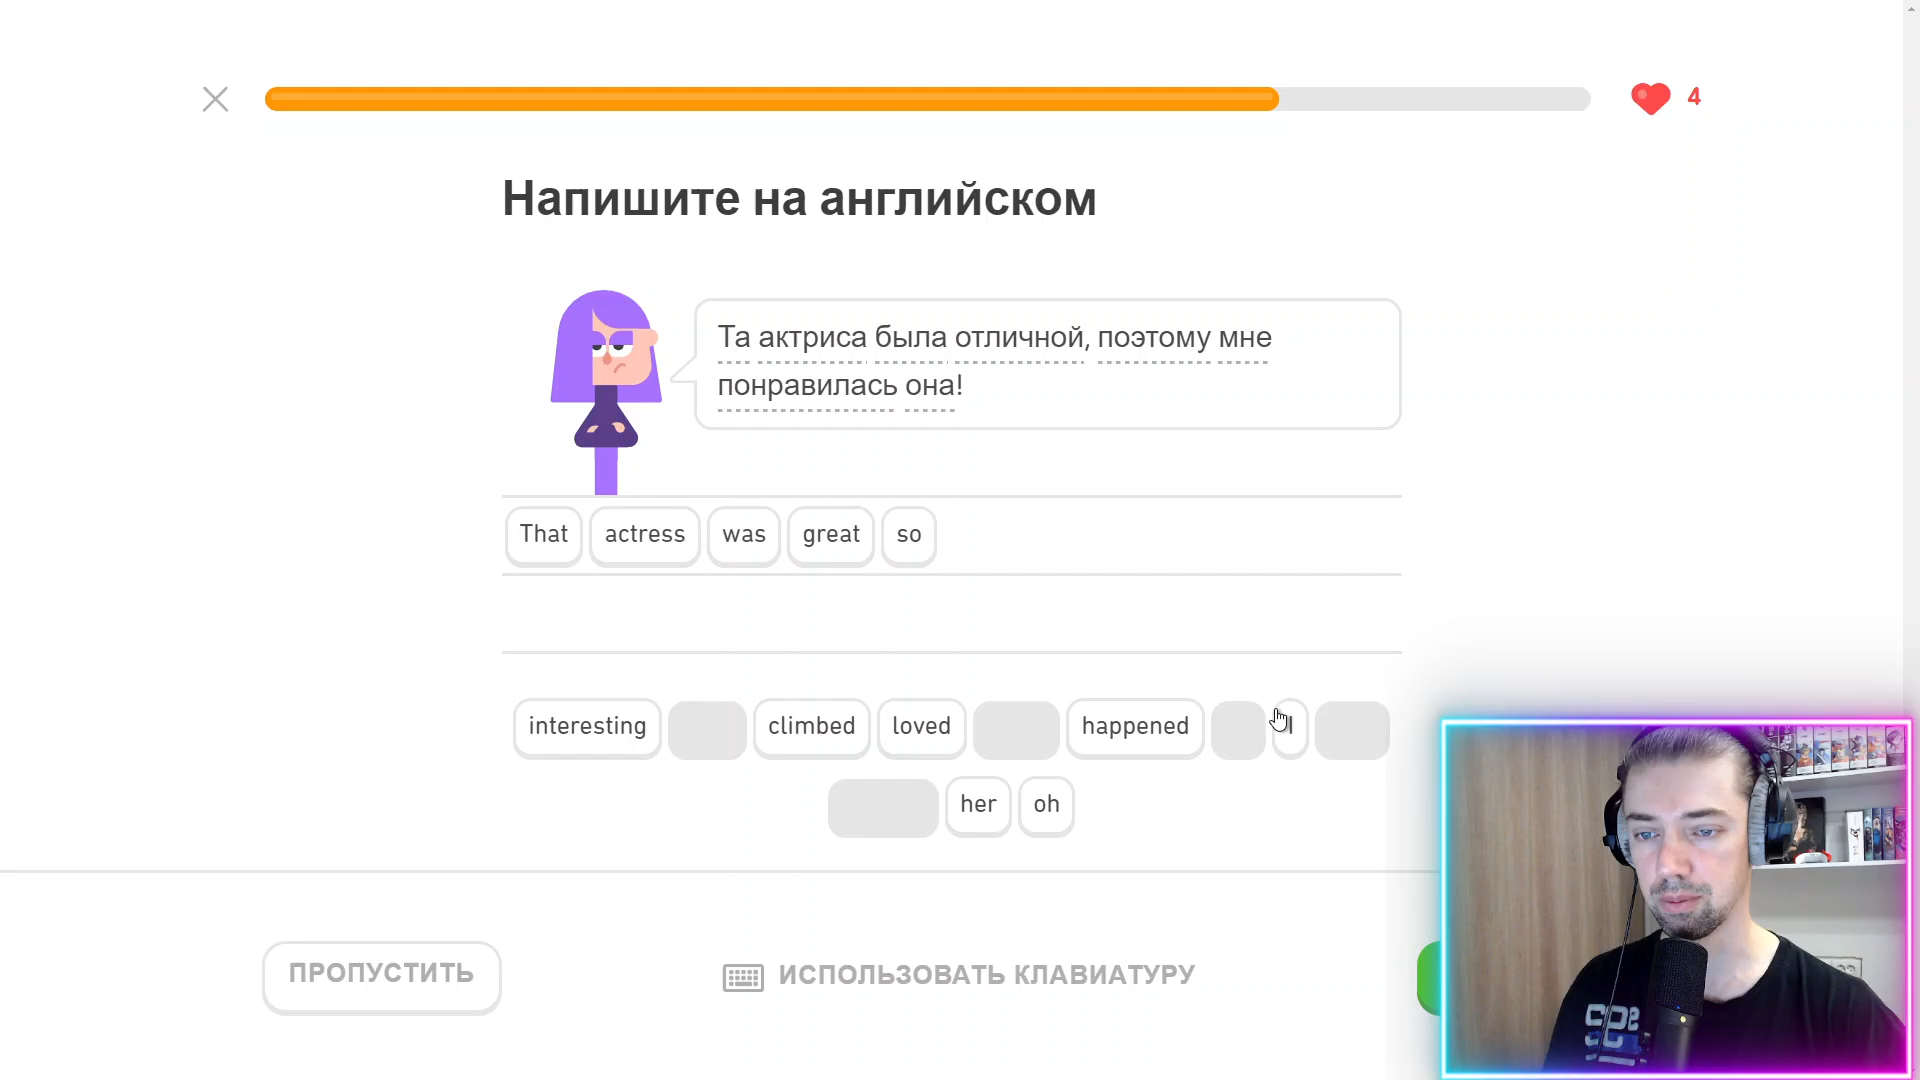 4
Напишите на английском
Та актриса была отличной, поэтому мне
понравилась она!
That actress was great so
interesting climbed loved happened I
her oh
ПРОПУСТИТЬ ИСПОЛЬЗОВАТЬ КЛАВИАТУРУ